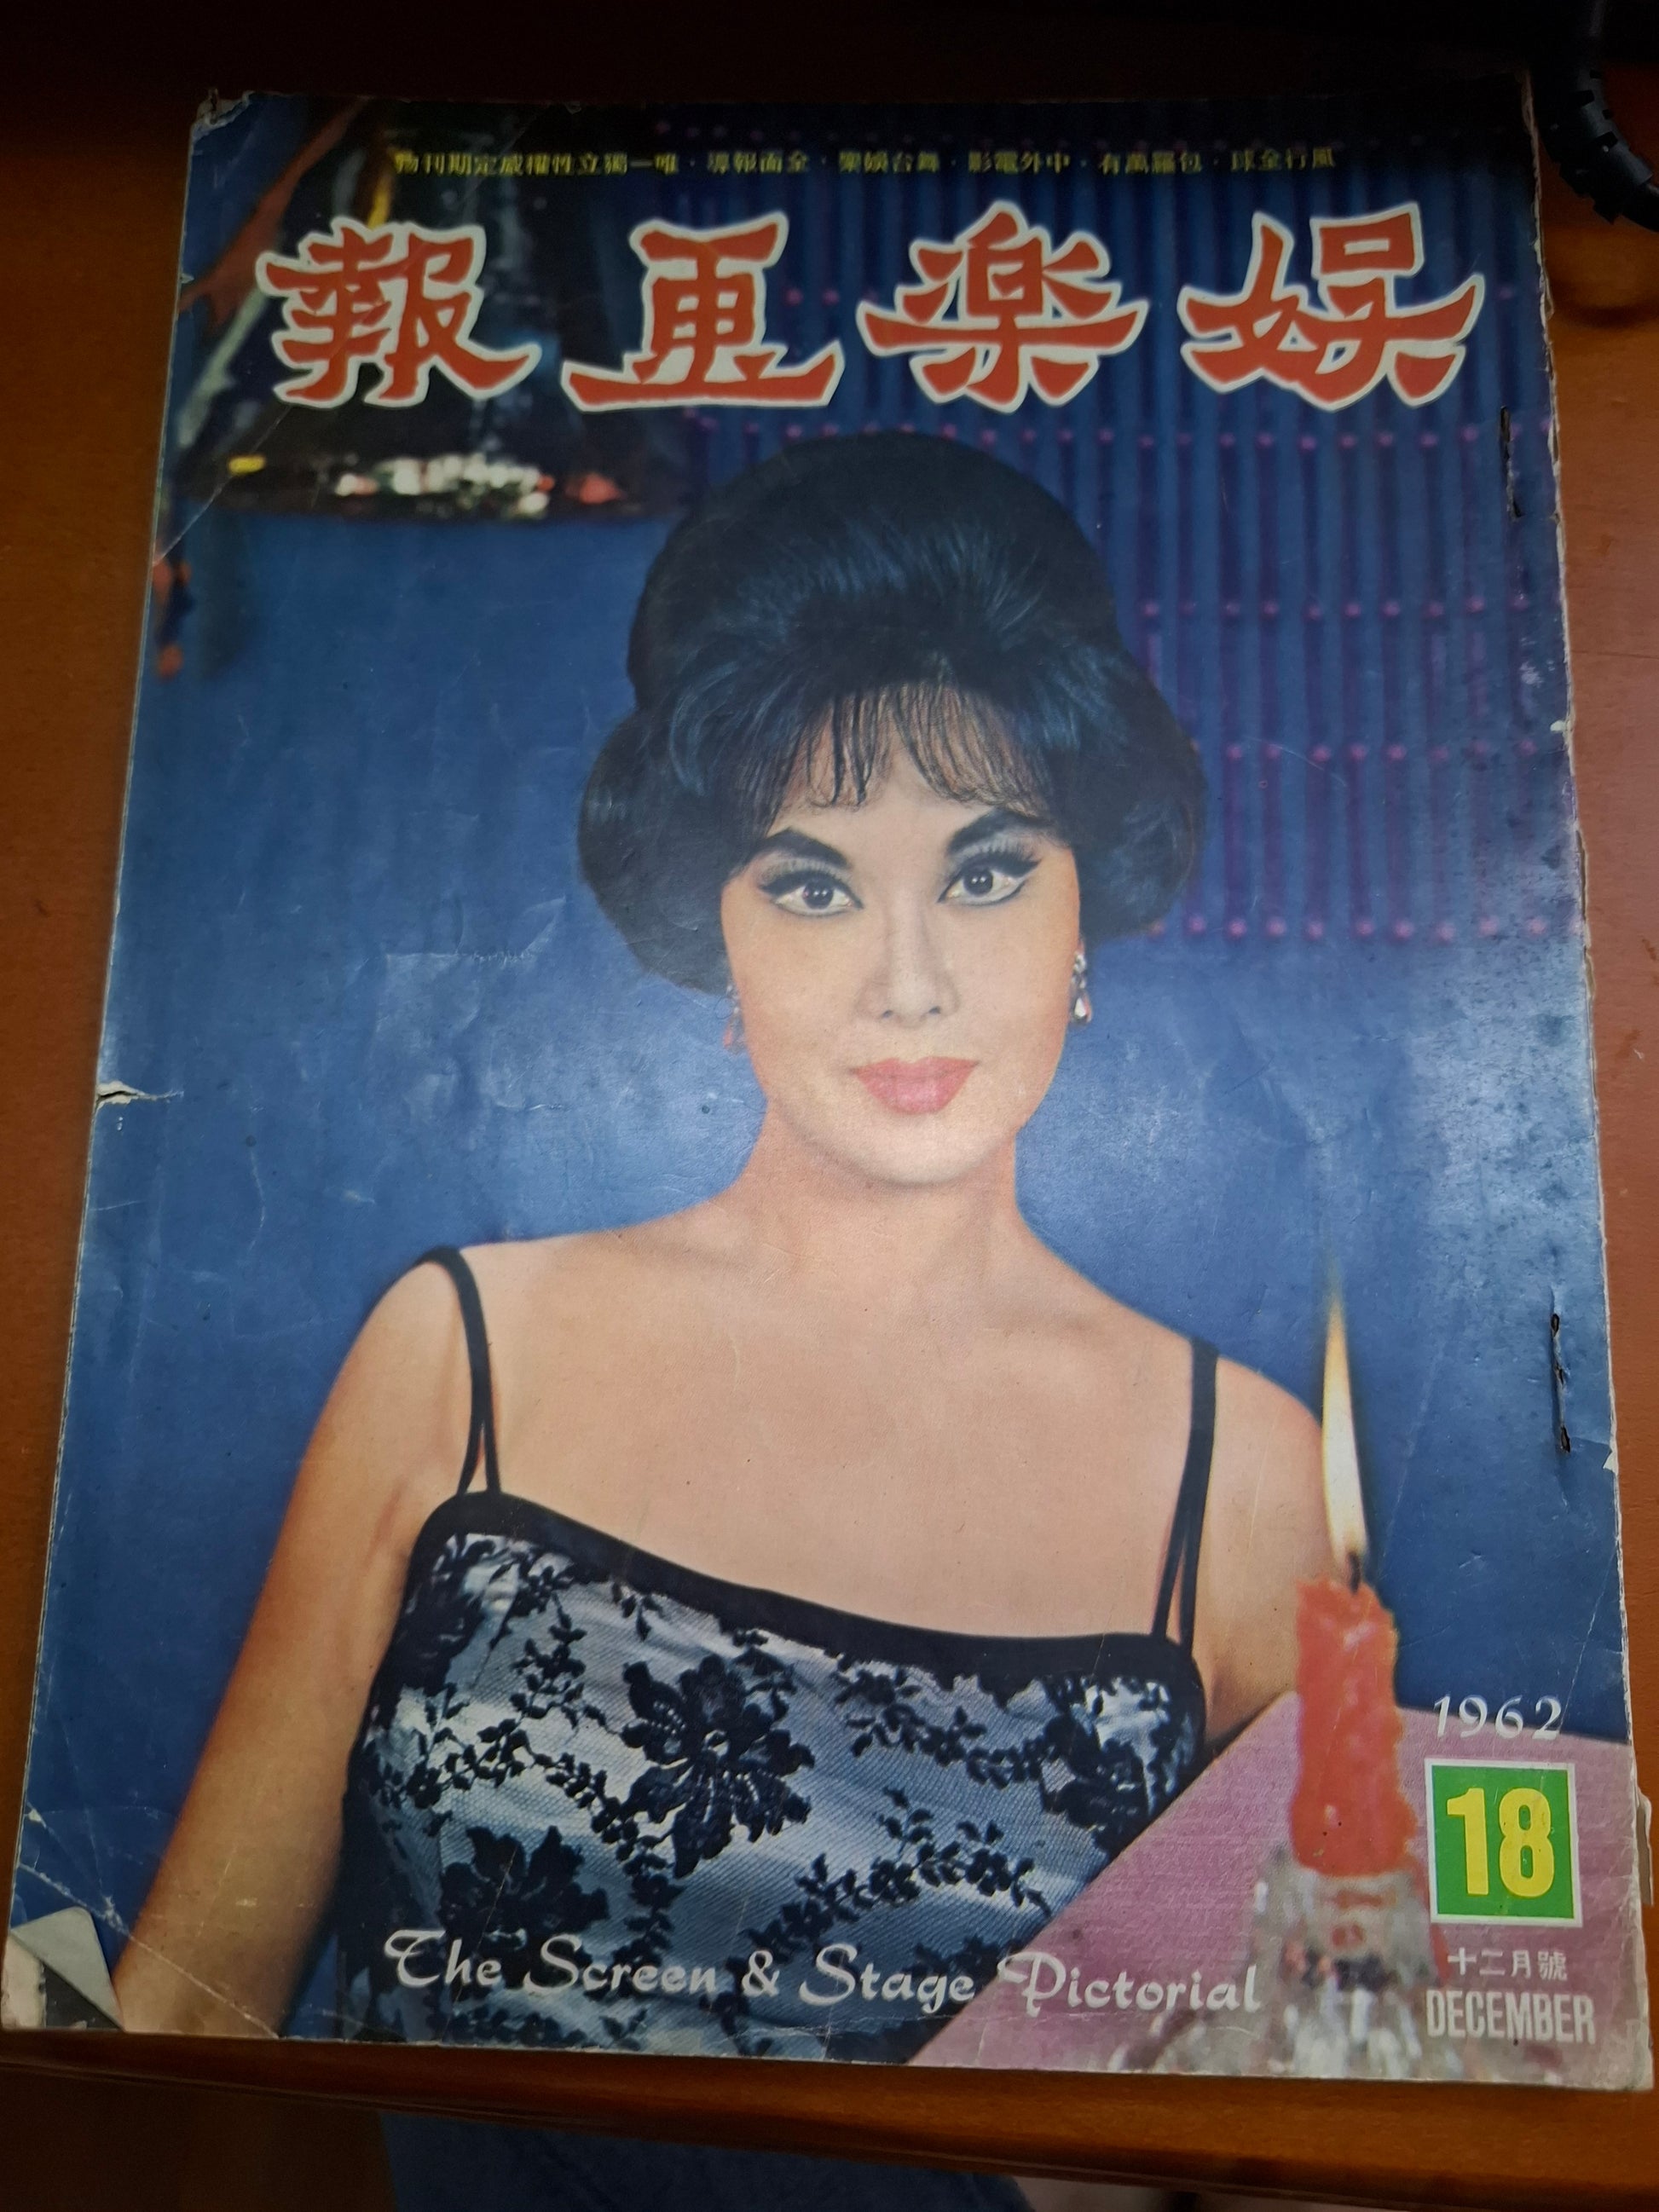 風行全球．包羅萬有．中外電影．舞台娛樂．全面報導．唯一獨立性權威定期刊物
娛楽画報
1962
18
十二月號
DECEMBER
The Screen & Stage Pictorial